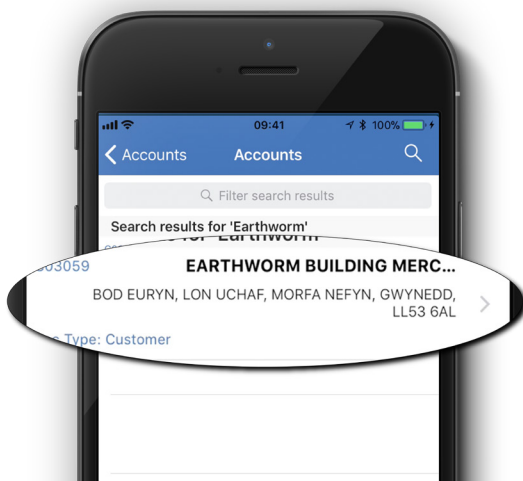 09:41
100%
Accounts
Accounts
Filter search results
Search results for 'Earthworm'
EARTHWORM BUILDING MERC...
BOD EURYN, LON UCHAF, MORFA NEFYN, GWYNEDD,
LL53 6AL
Type: Customer